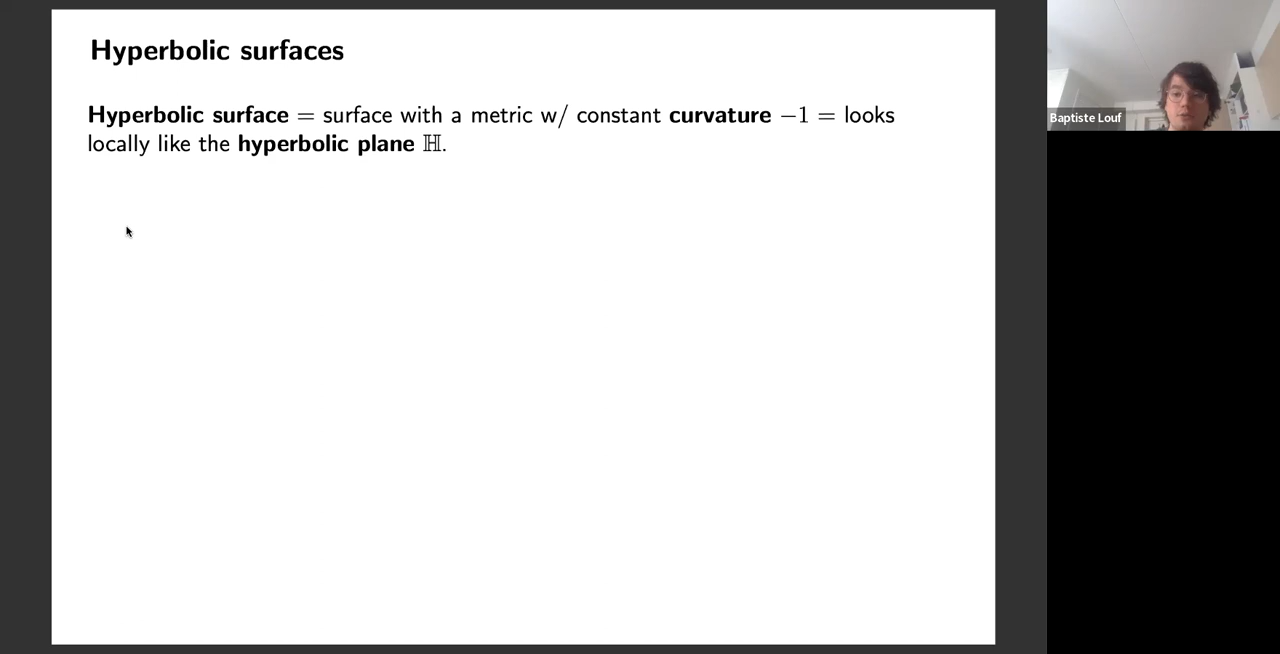 Hyperbolic surfaces
Hyperbolic surface = surface with a metric w/ constant curvature −1 = looks
locally like the hyperbolic plane ℍ.
Baptiste Louf